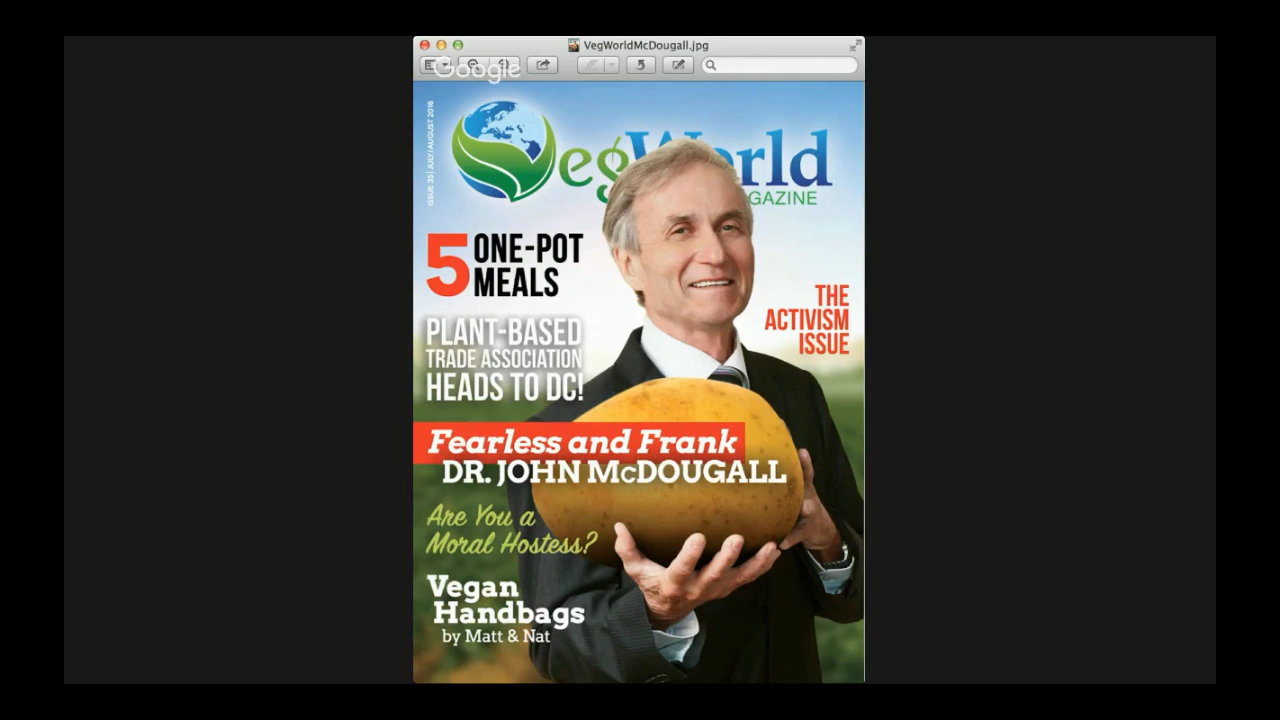 VegWorldMcDougall.jpg
Google
ISSUE 35 | JULY/AUGUST 2016
VegWorld
MAGAZINE
5 ONE-POT
MEALS
THE
ACTIVISM
ISSUE
PLANT-BASED
TRADE ASSOCIATION
HEADS TO DC!
Fearless and Frank
DR. JOHN McDOUGALL
Are You a
Moral Hostess?
Vegan
Handbags
by Matt & Nat